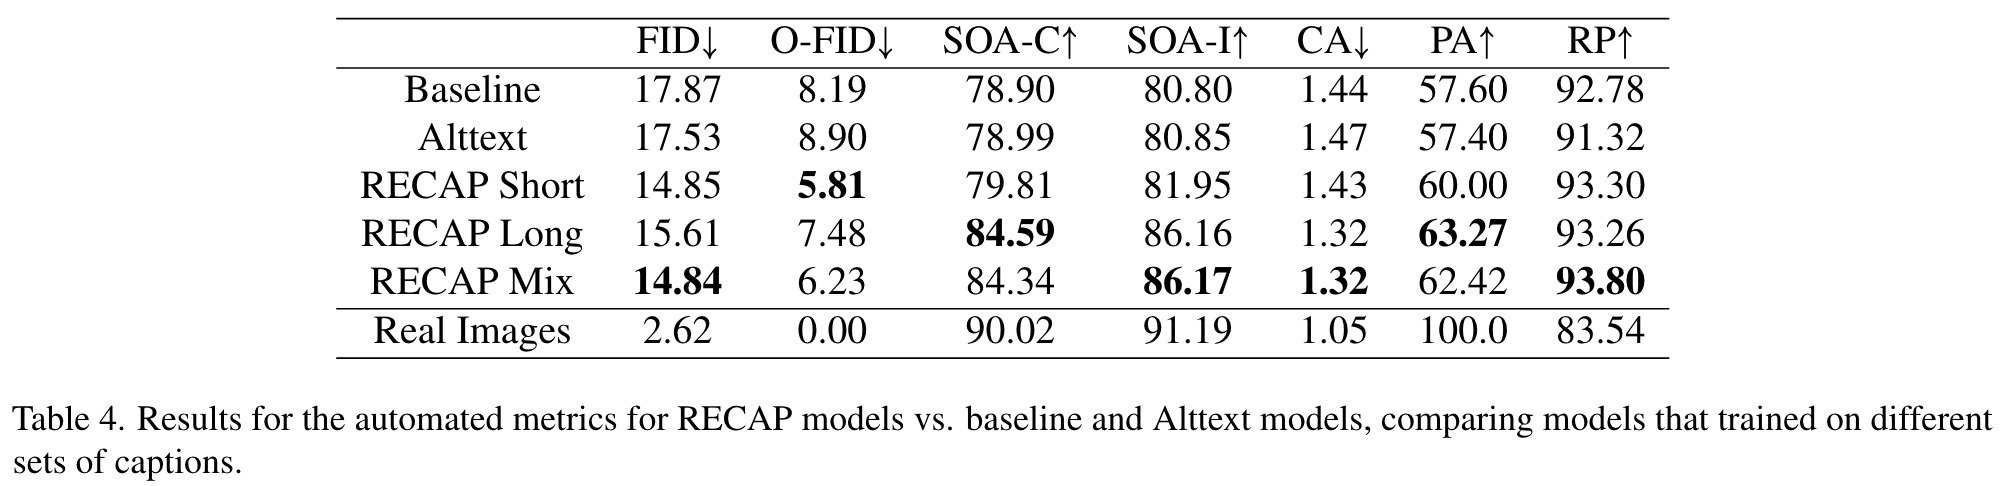 FID↓ O-FID↓ SOA-C↑ SOA-I↑ CA↓ PA↑ RP↑
Baseline 17.87 8.19 78.90 80.80 1.44 57.60 92.78
Alttext 17.53 8.90 78.99 80.85 1.47 57.40 91.32
RECAP Short 14.85 5.81 79.81 81.95 1.43 60.00 93.30
RECAP Long 15.61 7.48 84.59 86.16 1.32 63.27 93.26
RECAP Mix 14.84 6.23 84.34 86.17 1.32 62.42 93.80
Real Images 2.62 0.00 90.02 91.19 1.05 100.0 83.54
Table 4. Results for the automated metrics for RECAP models vs. baseline and Alttext models, comparing models that trained on different
sets of captions.